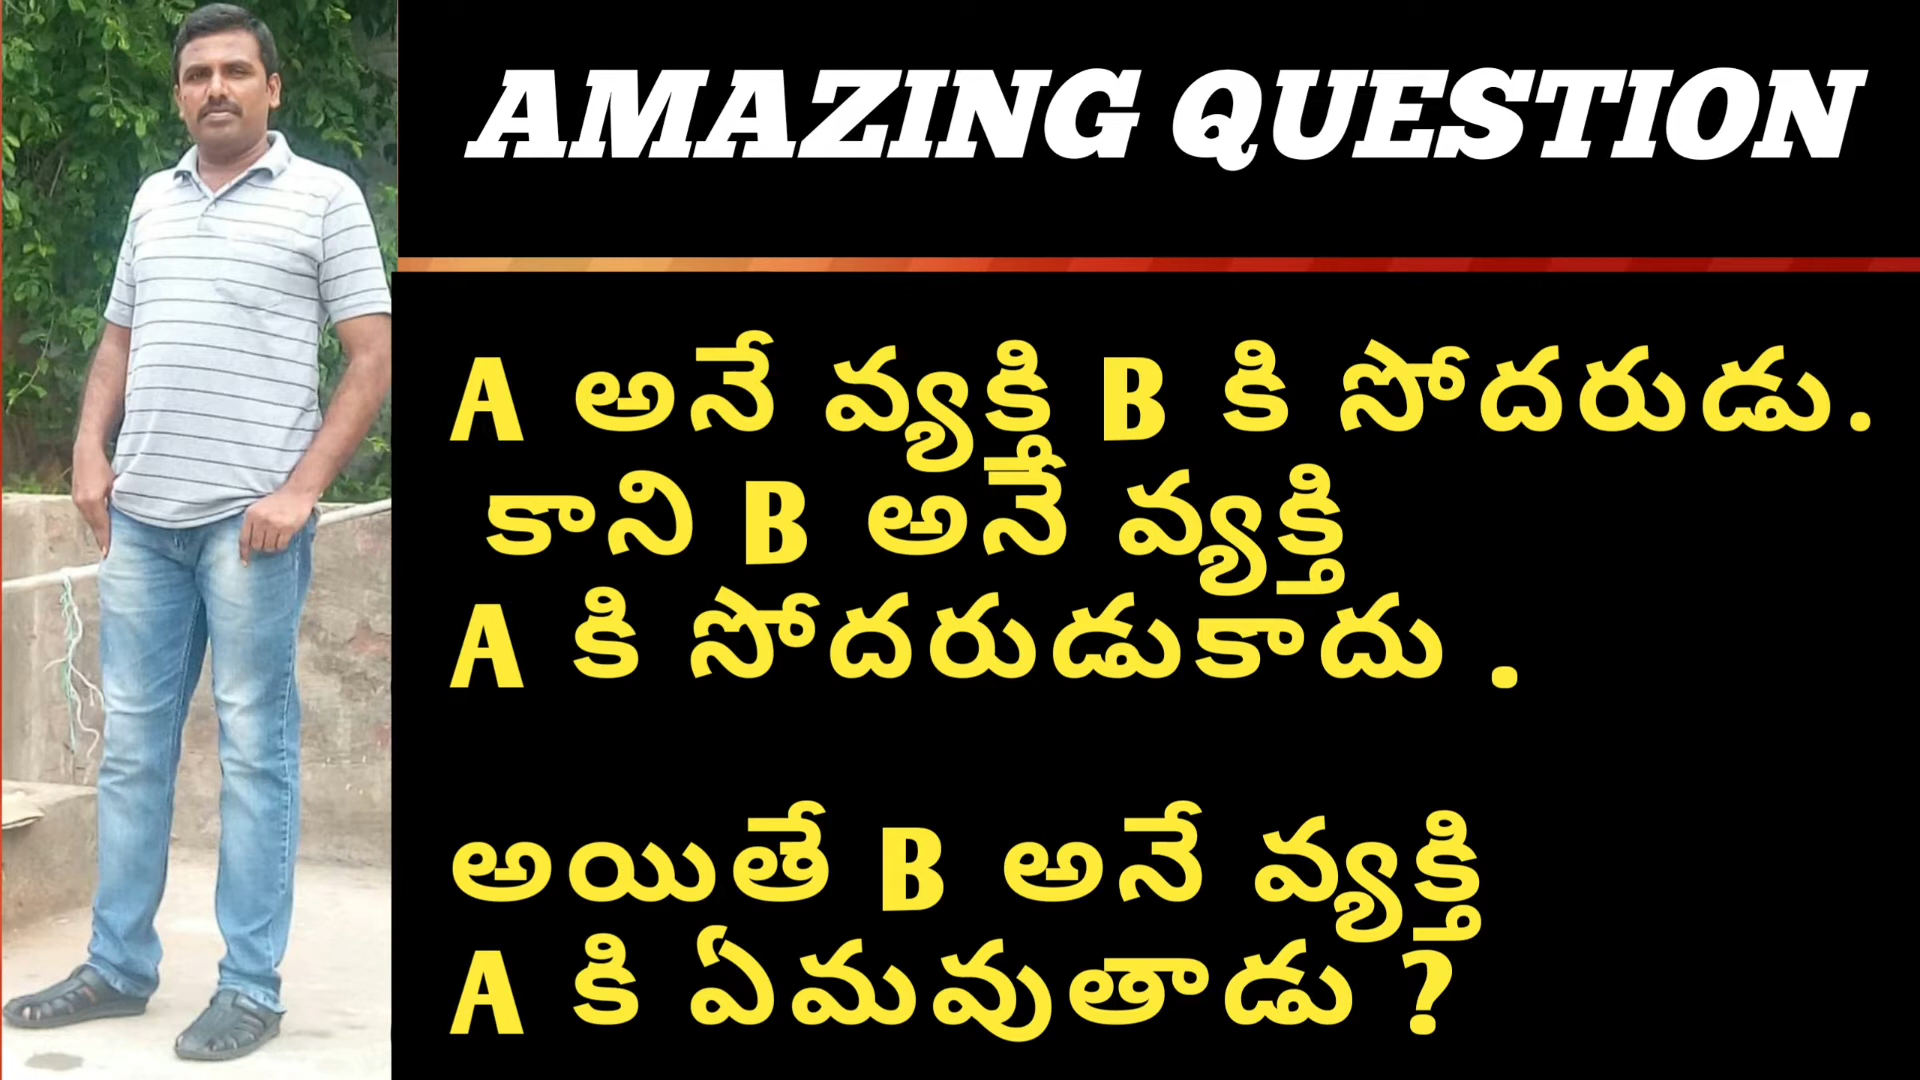 AMAZING QUESTION
A అనే వ్యక్తి B కి సోదరుడు.
కాని B అనే వ్యక్తి
A కి సోదరుడుకాదు .
అయితే B అనే వ్యక్తి
A కి ఏమవుతాడు ?